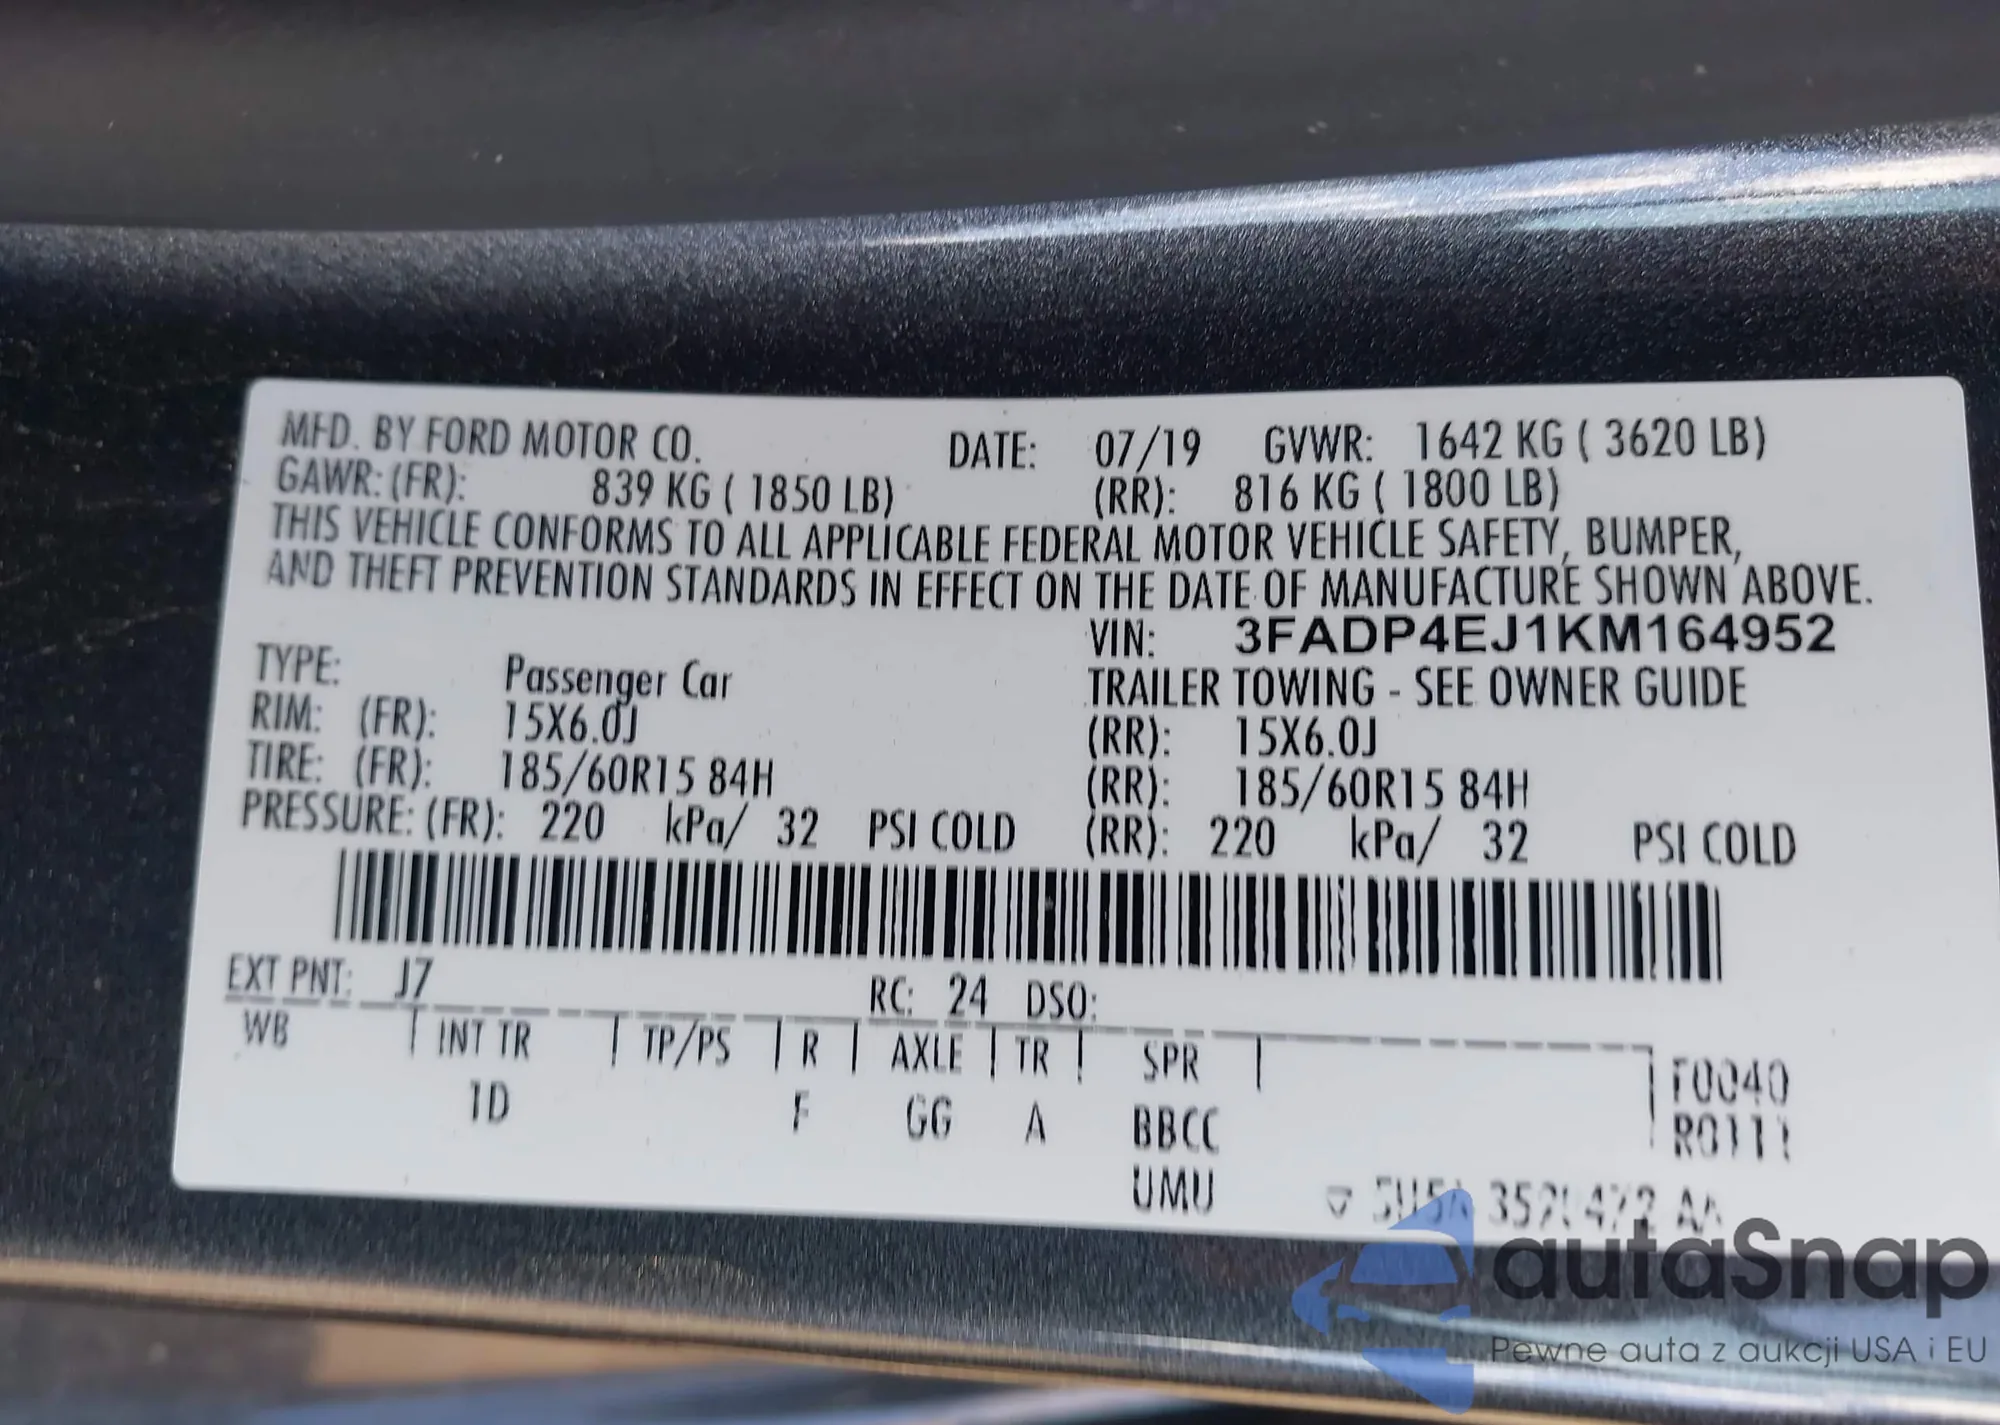 MFD. BY FORD MOTOR CO. DATE: 07/19 GVWR: 1642 KG ( 3620 LB)
GAWR: (FR): 839 KG ( 1850 LB) (RR): 816 KG ( 1800 LB)
THIS VEHICLE CONFORMS TO ALL APPLICABLE FEDERAL MOTOR VEHICLE SAFETY, BUMPER,
AND THEFT PREVENTION STANDARDS IN EFFECT ON THE DATE OF MANUFACTURE SHOWN ABOVE.
VIN: 3FADP4EJ1KM164952
TYPE: Passenger Car TRAILER TOWING - SEE OWNER GUIDE
RIM: (FR): 15X6.0J (RR): 15X6.0J
TIRE: (FR): 185/60R15 84H (RR): 185/60R15 84H
PRESSURE: (FR): 220 kPa/ 32 PSI COLD (RR): 220 kPa/ 32 PSI COLD
EXT PNT: J7 RC: 24 DSO:
WB | INT TR | TP/PS | R | AXLE | TR | SPR | F0040
1D F GG A BBCC R0111
UMU
autaSnap
Pewne auta z aukcji USA i EU